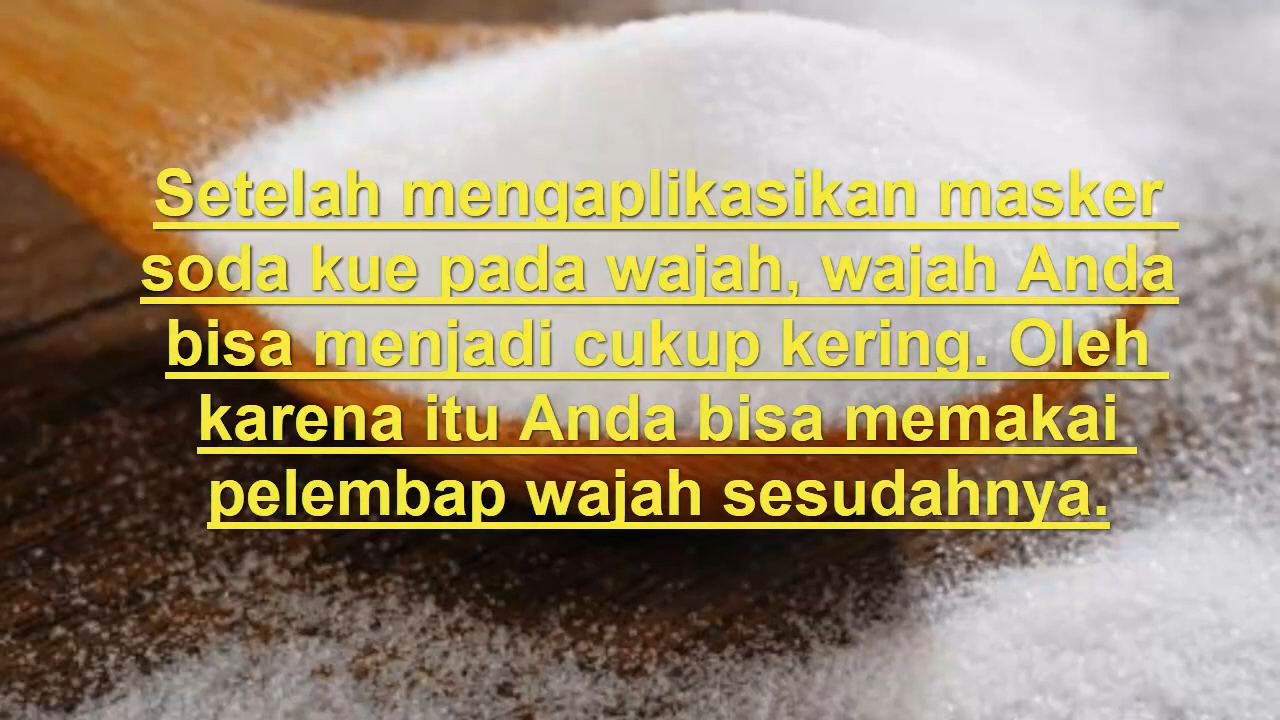 Setelah mengaplikasikan masker
soda kue pada wajah, wajah Anda
bisa menjadi cukup kering. Oleh
karena itu Anda bisa memakai
pelembap wajah sesudahnya.